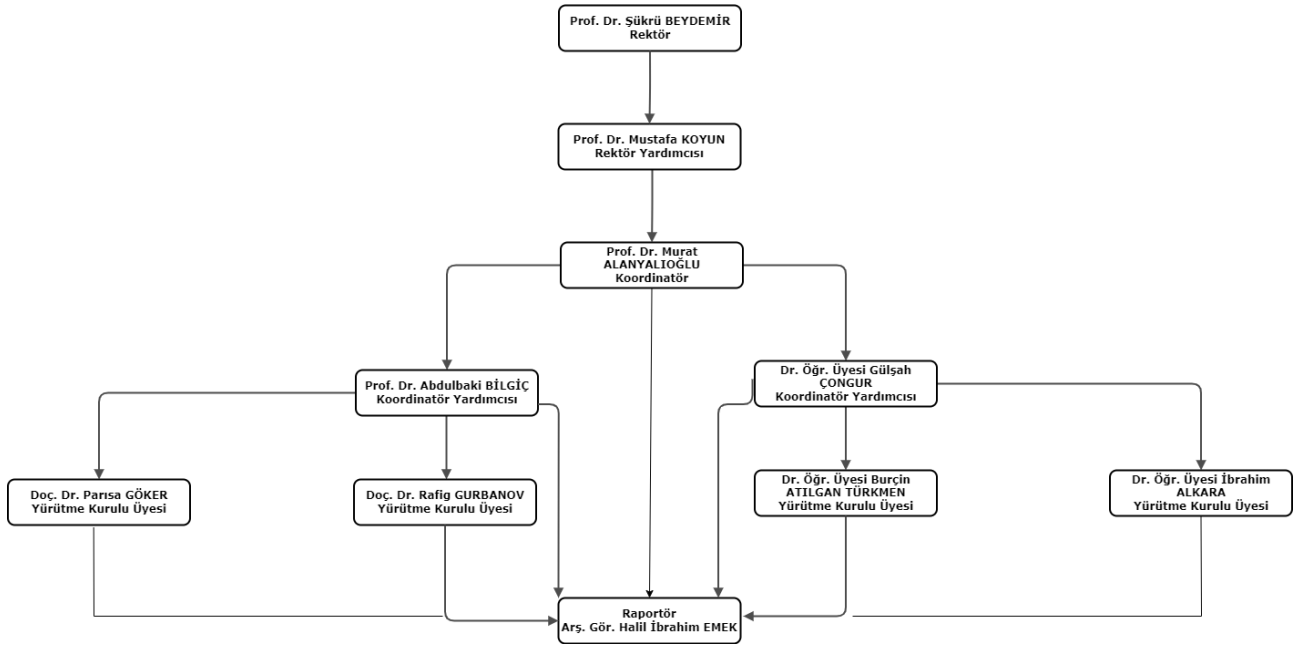 Prof. Dr. Şükrü BEYDEMİR
Rektör
Prof. Dr. Mustafa KOYUN
Rektör Yardımcısı
Prof. Dr. Murat
ALANYALIOĞLU
Koordinatör
Prof. Dr. Abdulbaki BİLGİÇ
Koordinatör Yardımcısı
Dr. Öğr. Üyesi Gülşah
ÇONGUR
Koordinatör Yardımcısı
Doç. Dr. Parısa GÖKER
Yürütme Kurulu Üyesi
Doç. Dr. Rafig GURBANOV
Yürütme Kurulu Üyesi
Dr. Öğr. Üyesi Burçin
ATILGAN TÜRKMEN
Yürütme Kurulu Üyesi
Dr. Öğr. Üyesi İbrahim
ALKARA
Yürütme Kurulu Üyesi
Raportör
Arş. Gör. Halil İbrahim EMEK